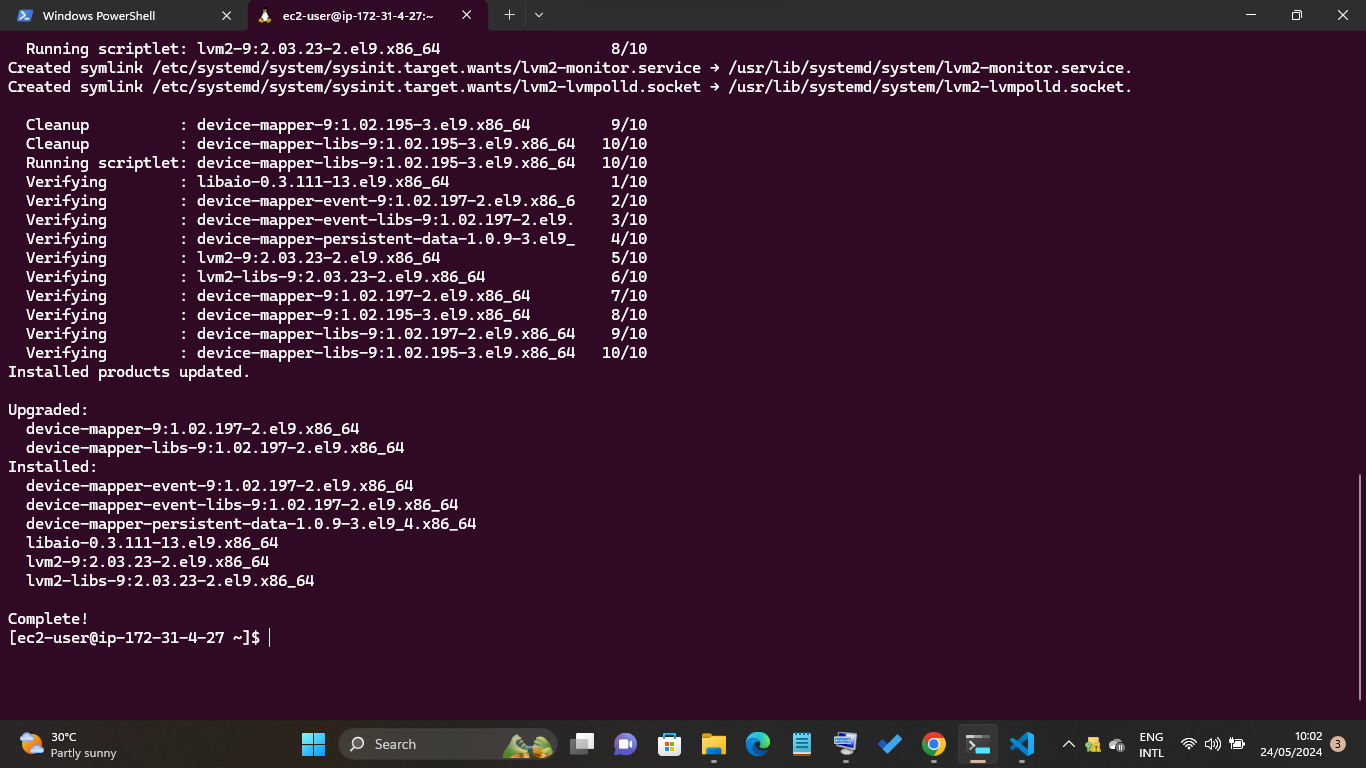 Windows PowerShell
ec2-user@ip-172-31-4-27:~
Running scriptlet: lvm2-9:2.03.23-2.el9.x86_64 8/10
Created symlink /etc/systemd/system/sysinit.target.wants/lvm2-monitor.service → /usr/lib/systemd/system/lvm2-monitor.service.
Created symlink /etc/systemd/system/sysinit.target.wants/lvm2-lvmpolld.socket → /usr/lib/systemd/system/lvm2-lvmpolld.socket.
Cleanup : device-mapper-9:1.02.195-3.el9.x86_64 9/10
Cleanup : device-mapper-libs-9:1.02.195-3.el9.x86_64 10/10
Running scriptlet: device-mapper-libs-9:1.02.195-3.el9.x86_64 10/10
Verifying : libaio-0.3.111-13.el9.x86_64 1/10
Verifying : device-mapper-event-9:1.02.197-2.el9.x86_6 2/10
Verifying : device-mapper-event-libs-9:1.02.197-2.el9. 3/10
Verifying : device-mapper-persistent-data-1.0.9-3.el9_ 4/10
Verifying : lvm2-9:2.03.23-2.el9.x86_64 5/10
Verifying : lvm2-libs-9:2.03.23-2.el9.x86_64 6/10
Verifying : device-mapper-9:1.02.197-2.el9.x86_64 7/10
Verifying : device-mapper-9:1.02.195-3.el9.x86_64 8/10
Verifying : device-mapper-libs-9:1.02.197-2.el9.x86_64 9/10
Verifying : device-mapper-libs-9:1.02.195-3.el9.x86_64 10/10
Installed products updated.
Upgraded:
device-mapper-9:1.02.197-2.el9.x86_64
device-mapper-libs-9:1.02.197-2.el9.x86_64
Installed:
device-mapper-event-9:1.02.197-2.el9.x86_64
device-mapper-event-libs-9:1.02.197-2.el9.x86_64
device-mapper-persistent-data-1.0.9-3.el9_4.x86_64
libaio-0.3.111-13.el9.x86_64
lvm2-9:2.03.23-2.el9.x86_64
lvm2-libs-9:2.03.23-2.el9.x86_64
Complete!
[ec2-user@ip-172-31-4-27 ~]$
30°C
Partly sunny
Search
ENG
INTL
10:02
24/05/2024
3